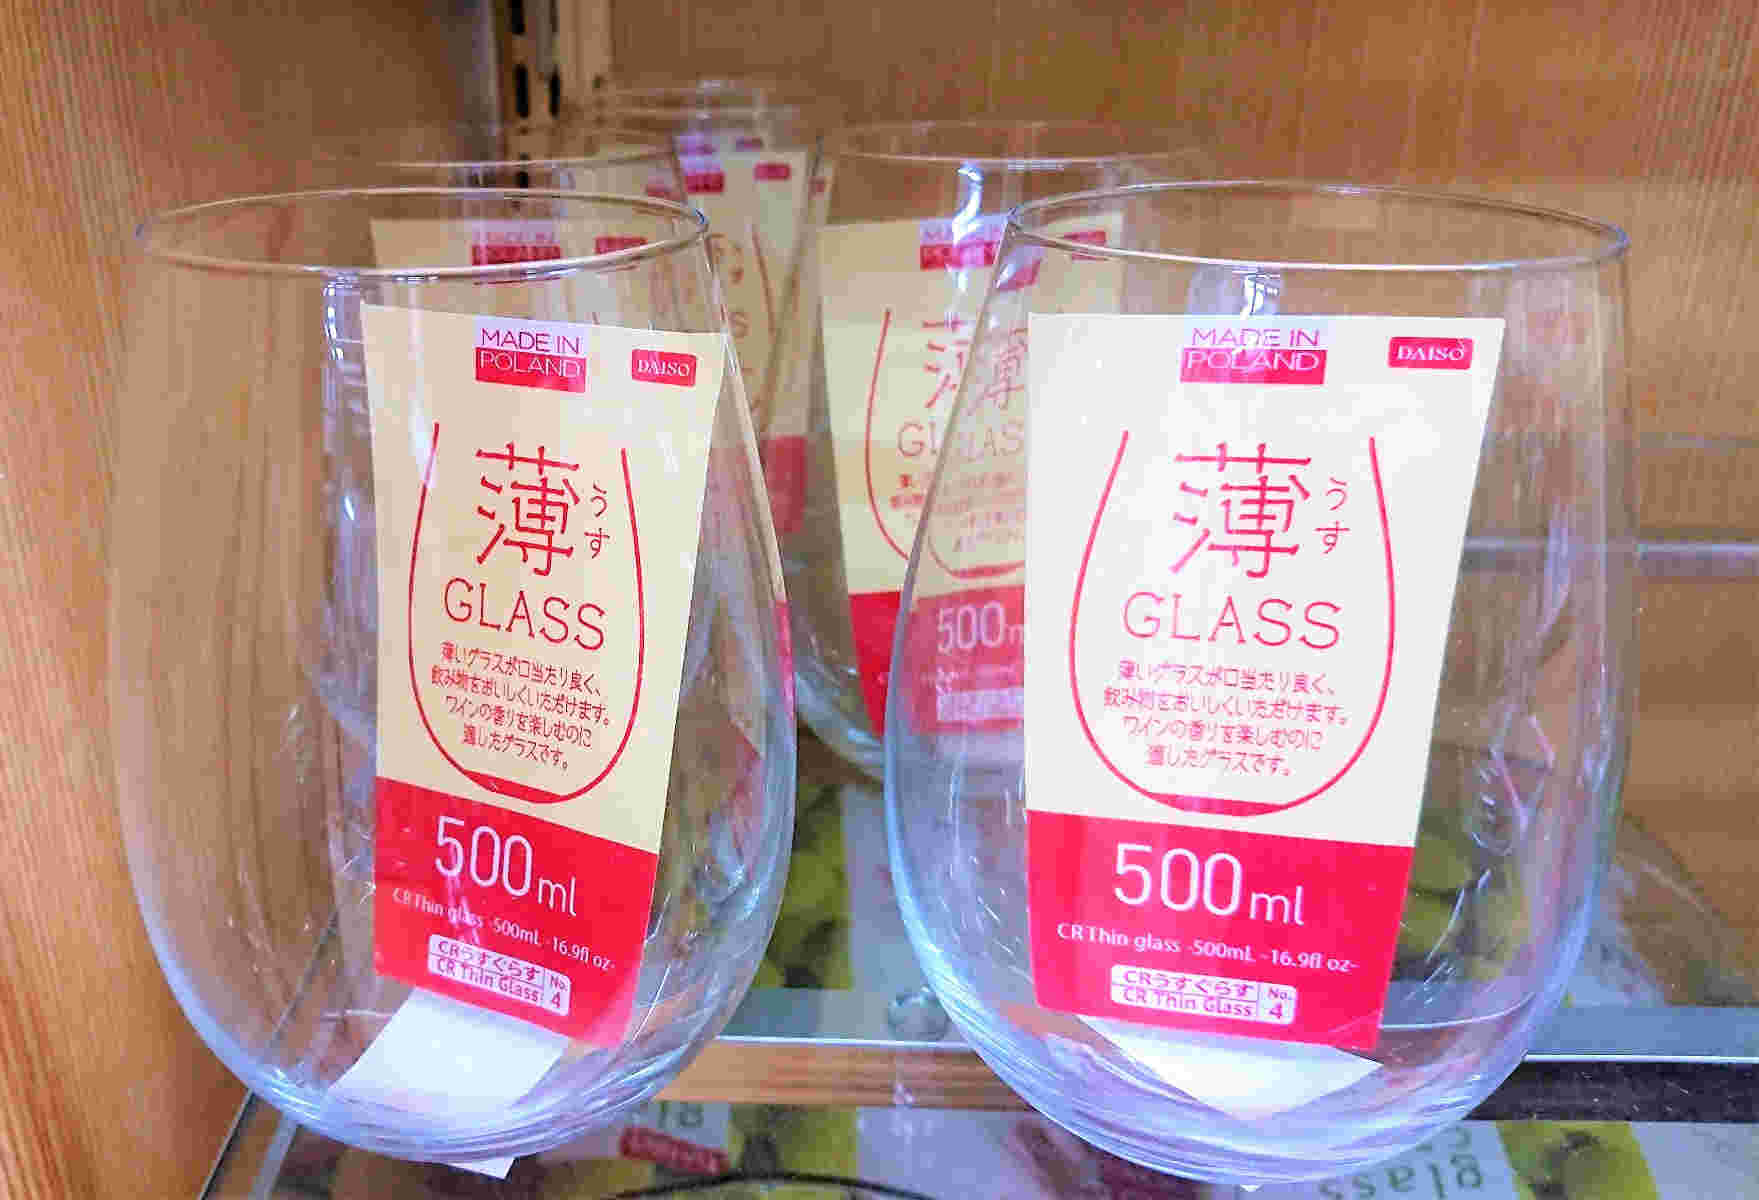 MADE IN
POLAND
DAISO
薄
うす
GLASS
薄いグラスが口当たり良く、
飲み物をおいしくいただけます。
ワインの香りを楽しむのに
適したグラスです。
500ml
CR Thin glass -500mL -16.9fl oz-
CRうすぐらす
CR Thin Glass
No.
4
MADE IN
POLAND
DAISO
薄
うす
GLASS
薄いグラスが口当たり良く、
飲み物をおいしくいただけます。
ワインの香りを楽しむのに
適したグラスです。
500ml
CR Thin glass -500mL -16.9fl oz-
CRうすぐらす
CR Thin Glass
No.
4
MADE IN
薄
GLASS
500m
glass